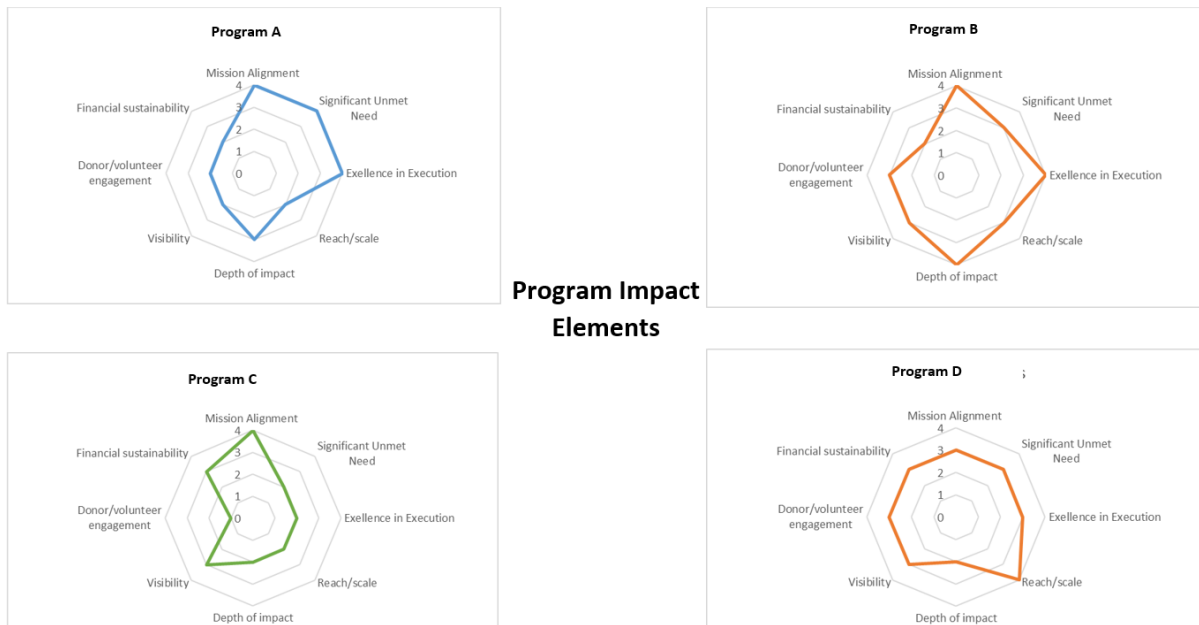 Program A
Mission Alignment
4
3
2
1
0
Financial sustainability
Significant Unmet
Need
Donor/volunteer
engagement
Exellence in Execution
Visibility
Reach/scale
Depth of impact
Program B
Mission Alignment
4
3
2
1
0
Financial sustainability
Significant Unmet
Need
Donor/volunteer
engagement
Exellence in Execution
Visibility
Reach/scale
Depth of impact
Program Impact
Elements
Program C
Mission Alignment
4
3
2
1
0
Financial sustainability
Significant Unmet
Need
Donor/volunteer
engagement
Exellence in Execution
Visibility
Reach/scale
Depth of impact
Program D
Mission Alignment
4
3
2
1
0
Financial sustainability
Significant Unmet
Need
Donor/volunteer
engagement
Exellence in Execution
Visibility
Reach/scale
Depth of impact